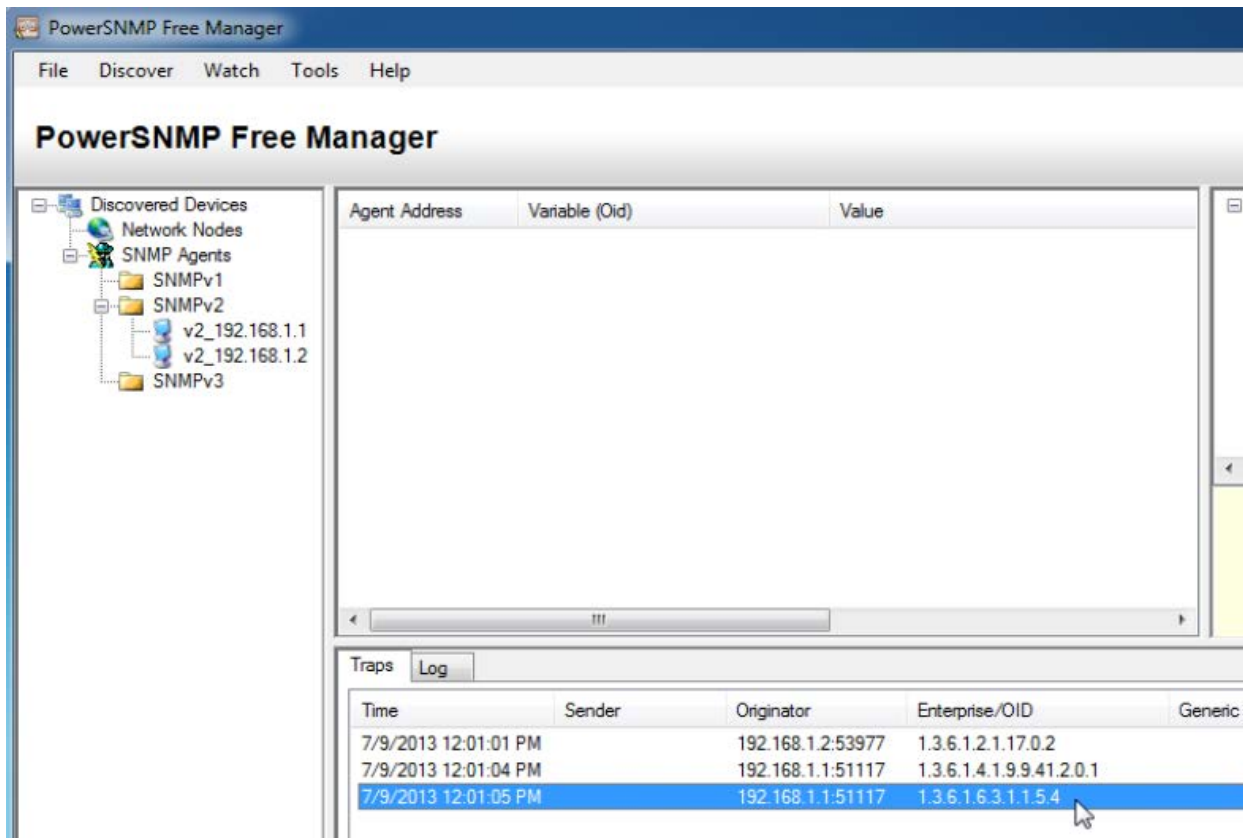 PowerSNMP Free Manager
File Discover Watch Tools Help
PowerSNMP Free Manager
Discovered Devices
Network Nodes
SNMP Agents
SNMPv1
SNMPv2
v2_192.168.1.1
v2_192.168.1.2
SNMPv3
Agent Address Variable (Oid) Value
Traps Log
Time Sender Originator Enterprise/OID Generic
7/9/2013 12:01:01 PM 192.168.1.2:53977 1.3.6.1.2.1.17.0.2
7/9/2013 12:01:04 PM 192.168.1.1:51117 1.3.6.1.4.1.9.9.41.2.0.1
7/9/2013 12:01:05 PM 192.168.1.1:51117 1.3.6.1.6.3.1.1.5.4